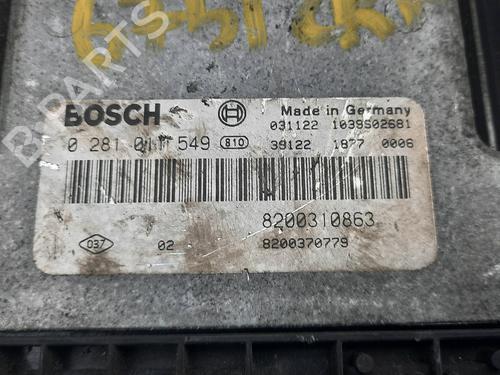 BOSCH
Made in Germany
031122 1039S02681
0 281 011 549 810 39122 1877 0006
8200310863
037 02 8200370779